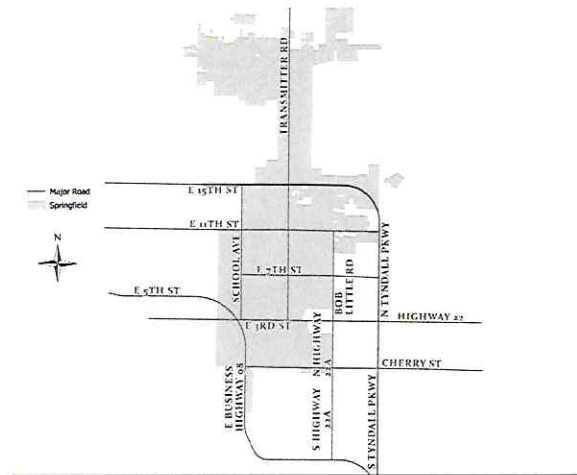 TRANSMITTER RD
E 15TH ST
Major Road
Springfield
E 11TH ST
N
SCHOOL AVE
E 7TH ST
BOB
LITTLE RD
N TYNDALL PKWY
E 5TH ST
E 3RD ST
HIGHWAY 22
N HIGHWAY
22A
CHERRY ST
E BUSINESS
HIGHWAY 98
S HIGHWAY
22A
S TYNDALL PKWY